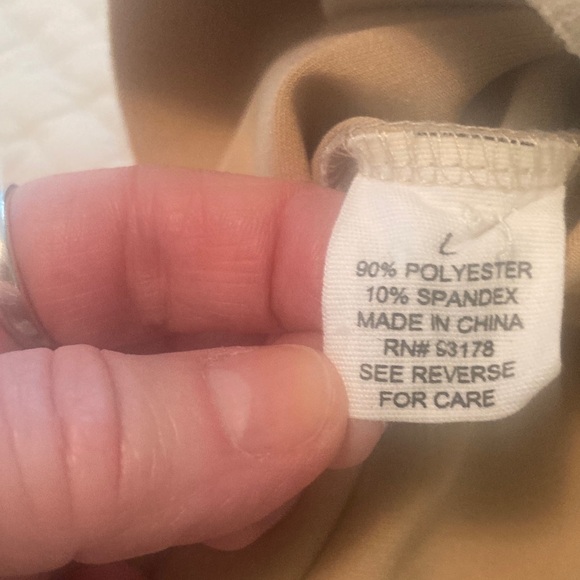 L
90% POLYESTER
10% SPANDEX
MADE IN CHINA
RN# 93178
SEE REVERSE
FOR CARE